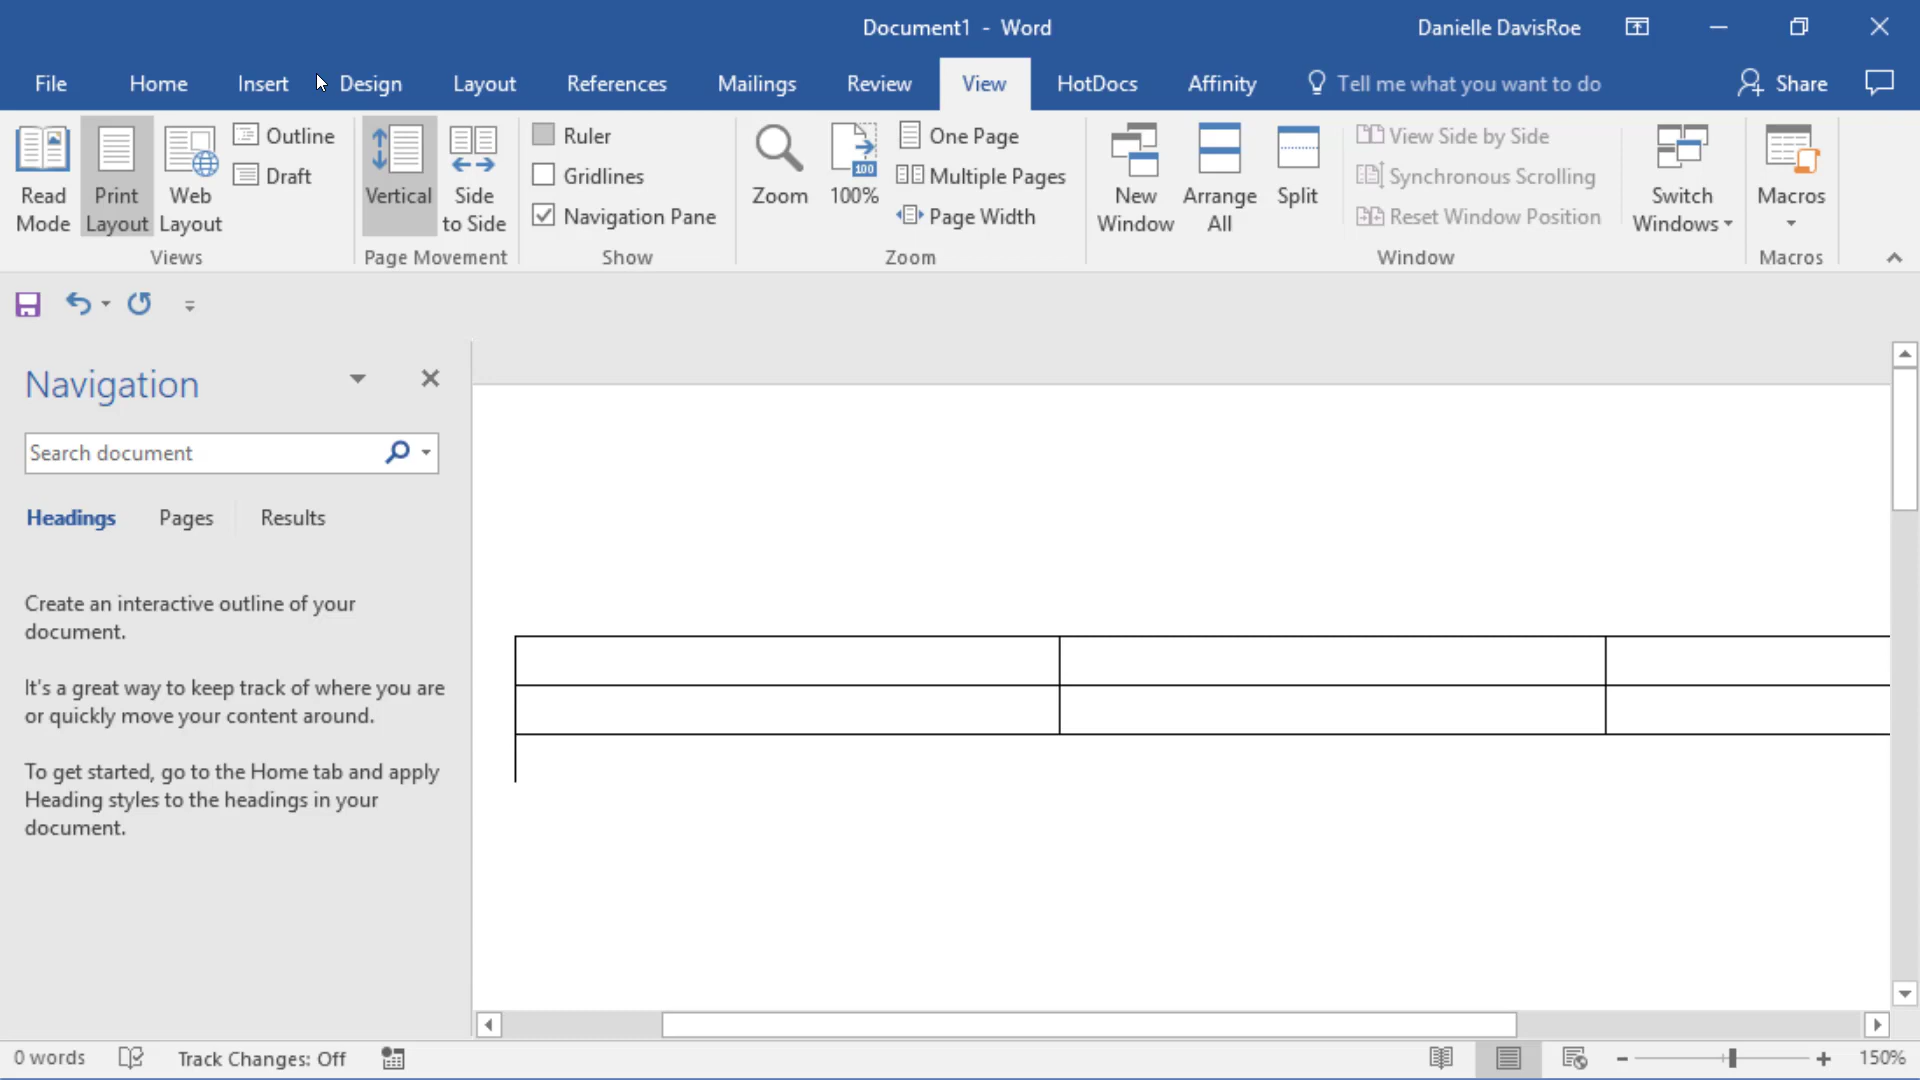 Document1 - Word
Danielle DavisRoe
File Home Insert Design Layout References Mailings Review View HotDocs Affinity Tell me what you want to do Share
Read Mode
Print Layout
Web Layout
Outline
Draft
Views
Vertical
Side to Side
Page Movement
Ruler
Gridlines
Navigation Pane
Show
Zoom
100
100%
One Page
Multiple Pages
Page Width
Zoom
New Window
Arrange All
Split
View Side by Side
Synchronous Scrolling
Reset Window Position
Window
Switch Windows
Macros
Macros
Navigation
Search document
Headings Pages Results
Create an interactive outline of your
document.
It's a great way to keep track of where you are
or quickly move your content around.
To get started, go to the Home tab and apply
Heading styles to the headings in your
document.
0 words
Track Changes: Off
150%